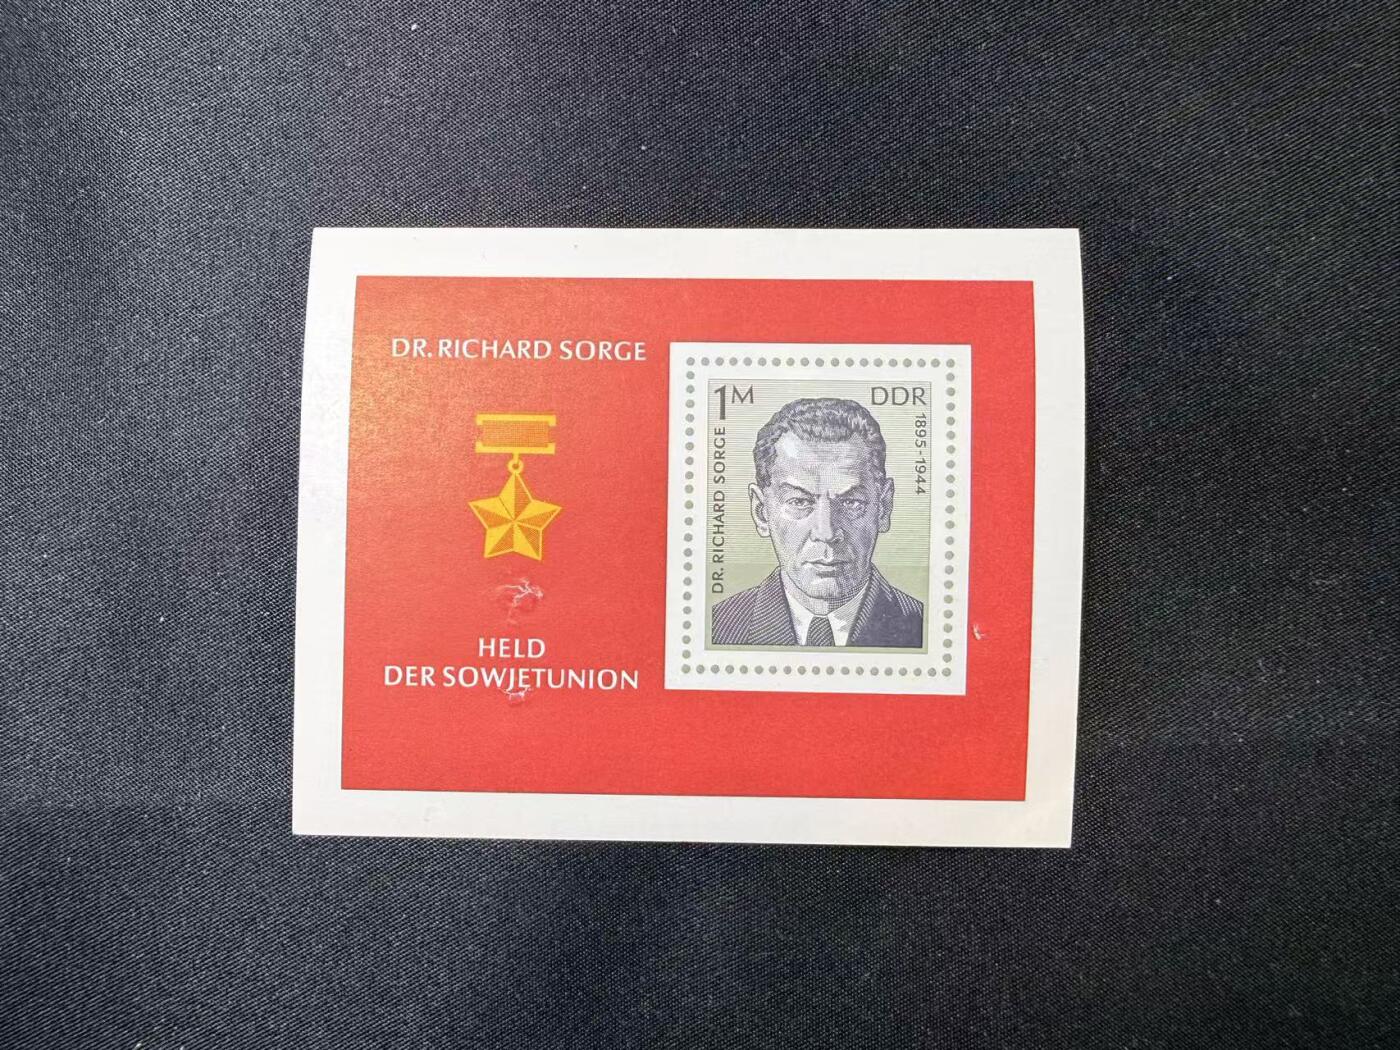 DR. RICHARD SORGE
HELD
DER SOWJETUNION
1M
DDR
DR. RICHARD SORGE
1895-1944